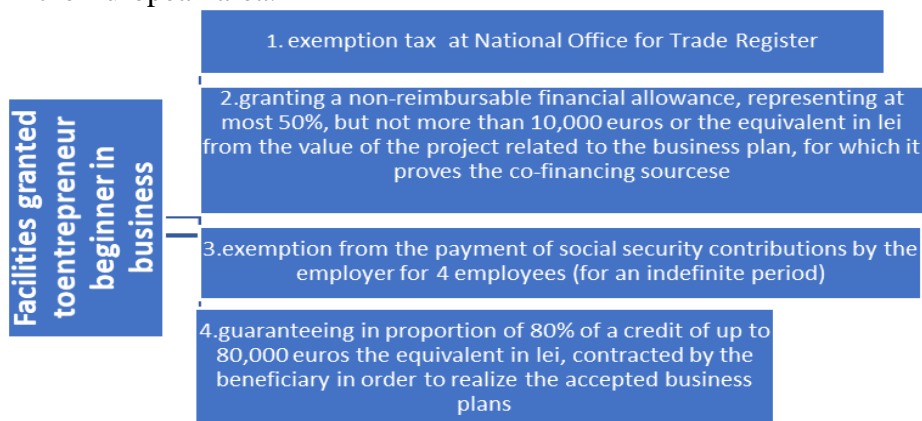 the European area.
1. exemption tax at National Office for Trade Register
2.granting a non-reimbursable financial allowance, representing at
most 50%, but not more than 10,000 euros or the equivalent in lei
from the value of the project related to the business plan, for which it
proves the co-financing sourcese
Facilities granted
toentrepreneur
beginner in
business
3.exemption from the payment of social security contributions by the
employer for 4 employees (for an indefinite period)
4.guaranteeing in proportion of 80% of a credit of up to
80,000 euros the equivalent in lei, contracted by the
beneficiary in order to realize the accepted business
plans